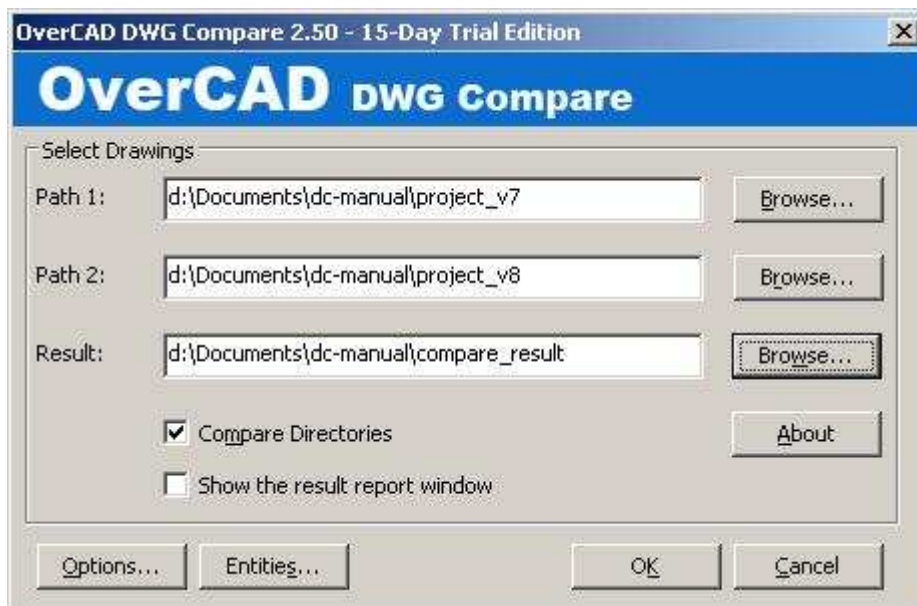 OverCAD DWG Compare 2.50 - 15-Day Trial Edition
OverCAD DWG Compare
Select Drawings
Path 1: d:\Documents\dc-manual\project_v7 Browse...
Path 2: d:\Documents\dc-manual\project_v8 Browse...
Result: d:\Documents\dc-manual\compare_result Browse...
Compare Directories About
Show the result report window
Options... Entities... OK Cancel